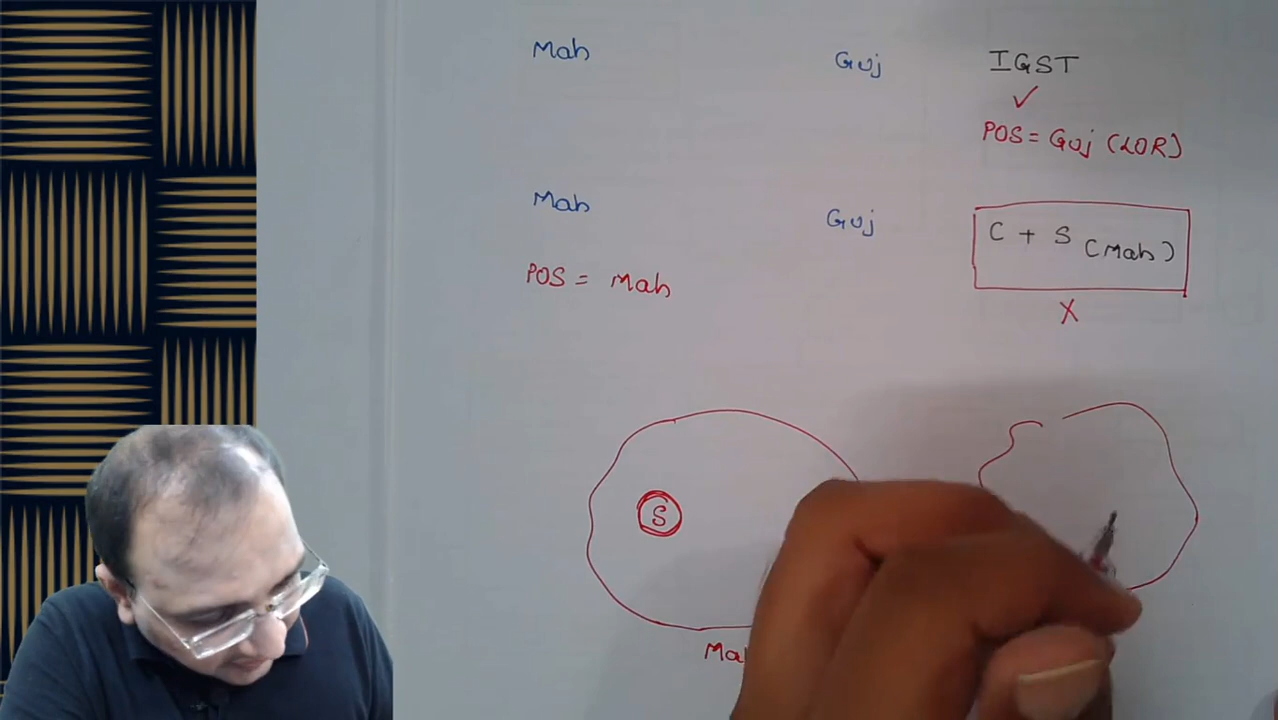 Mah Guj IGST
✓
POS = Guj (LOR)
Mah Guj C + S (Mah)
POS = Mah
X
S